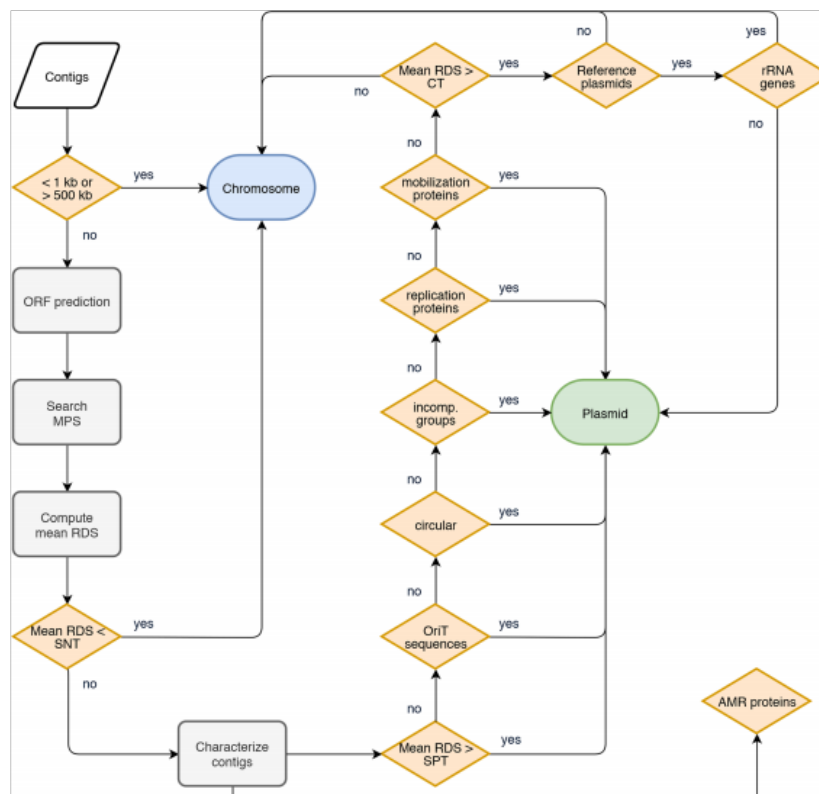 Contigs
< 1 kb or
> 500 kb
yes
no
Chromosome
ORF prediction
Search
MPS
Compute
mean RDS
Mean RDS <
SNT
yes
no
Characterize
contigs
Mean RDS >
SPT
yes
no
OriT
sequences
yes
no
circular
yes
no
incomp.
groups
yes
no
replication
proteins
yes
no
mobilization
proteins
yes
no
Mean RDS >
CT
no
yes
Reference
plasmids
no
yes
rRNA
genes
yes
no
Plasmid
AMR proteins